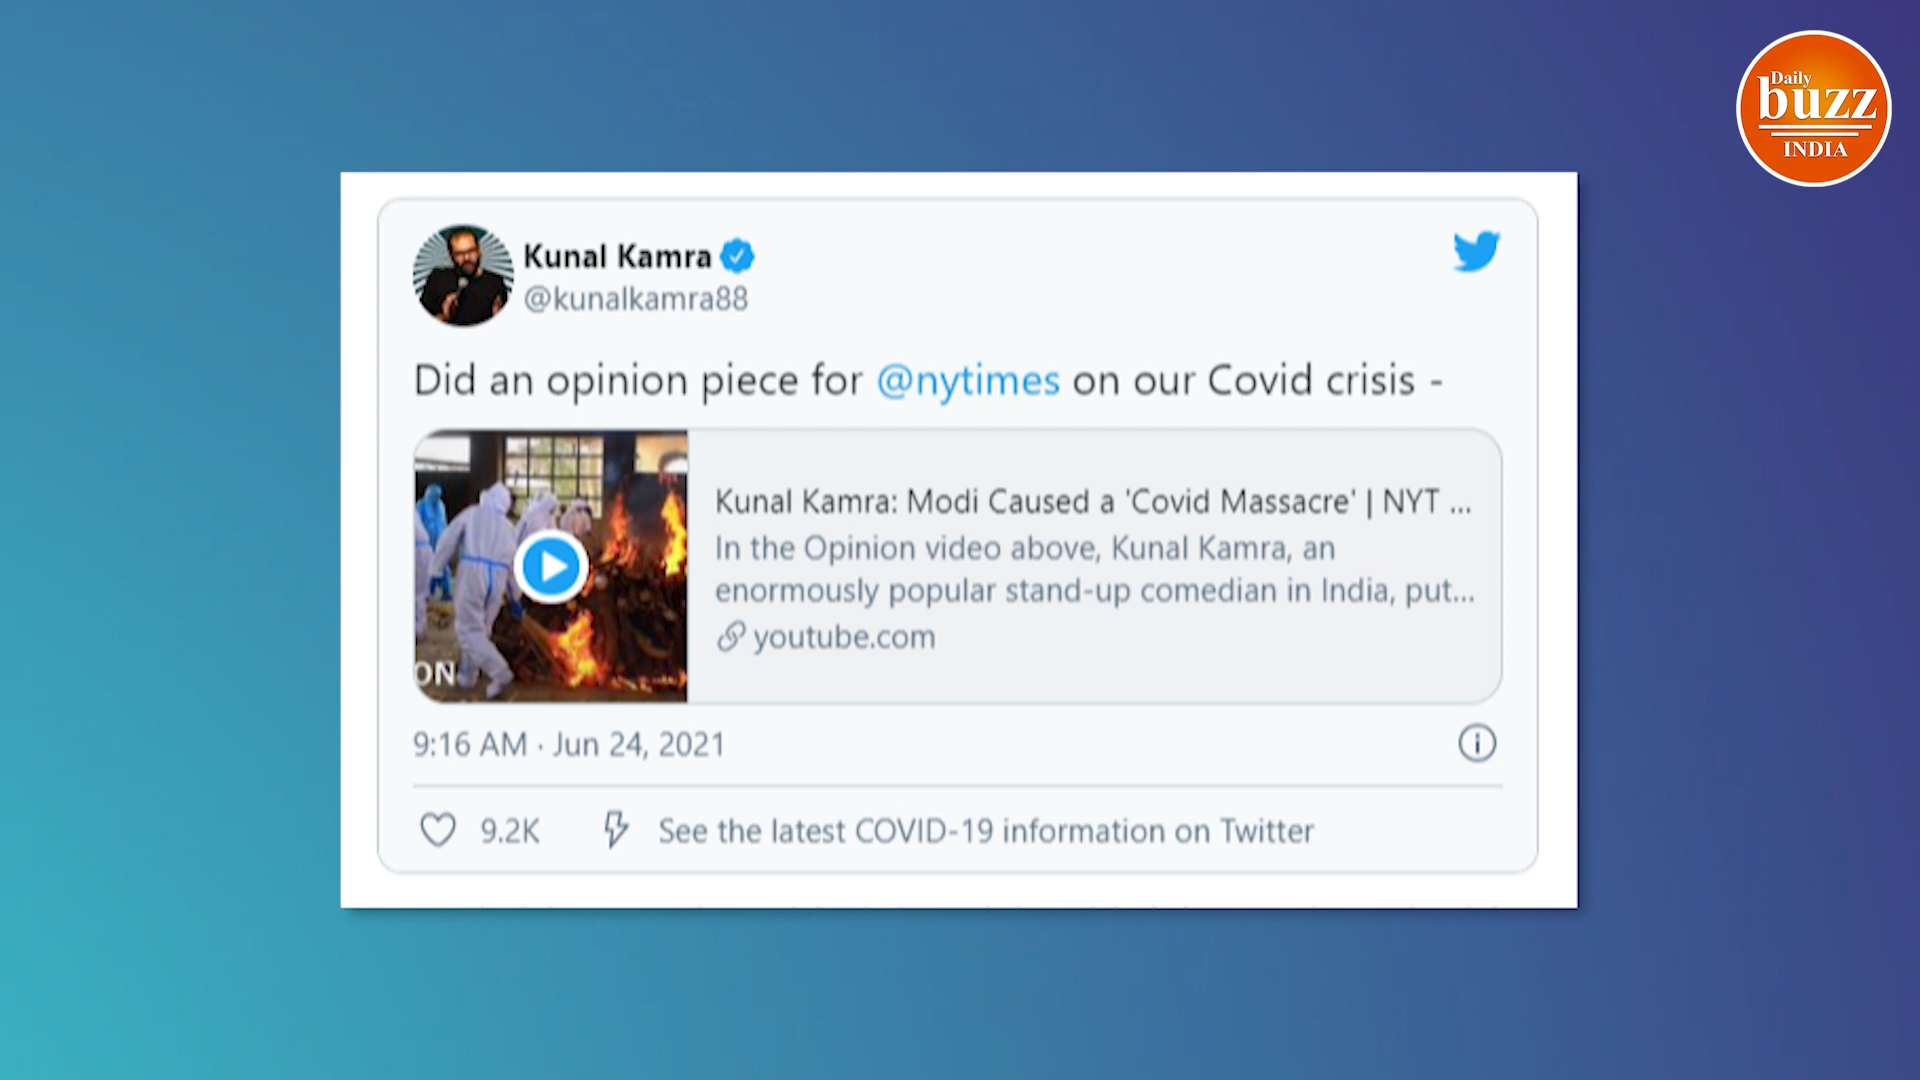 Daily
buzz
INDIA
Kunal Kamra
@kunalkamra88
Did an opinion piece for @nytimes on our Covid crisis -
Kunal Kamra: Modi Caused a 'Covid Massacre' | NYT ...
In the Opinion video above, Kunal Kamra, an
enormously popular stand-up comedian in India, put...
youtube.com
ON
9:16 AM · Jun 24, 2021
9.2K
See the latest COVID-19 information on Twitter